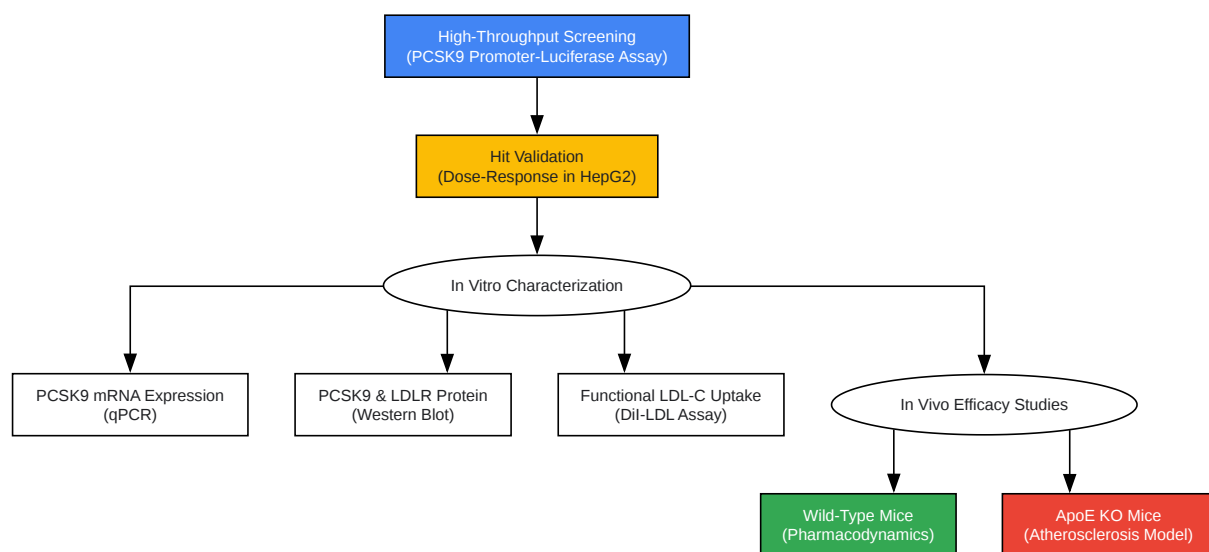 High-Throughput Screening
(PCSK9 Promoter-Luciferase Assay)
Hit Validation
(Dose-Response in HepG2)
In Vitro Characterization
PCSK9 mRNA Expression
(qPCR)
PCSK9 & LDLR Protein
(Western Blot)
Functional LDL-C Uptake
(DiI-LDL Assay)
In Vivo Efficacy Studies
Wild-Type Mice
(Pharmacodynamics)
ApoE KO Mice
(Atherosclerosis Model)